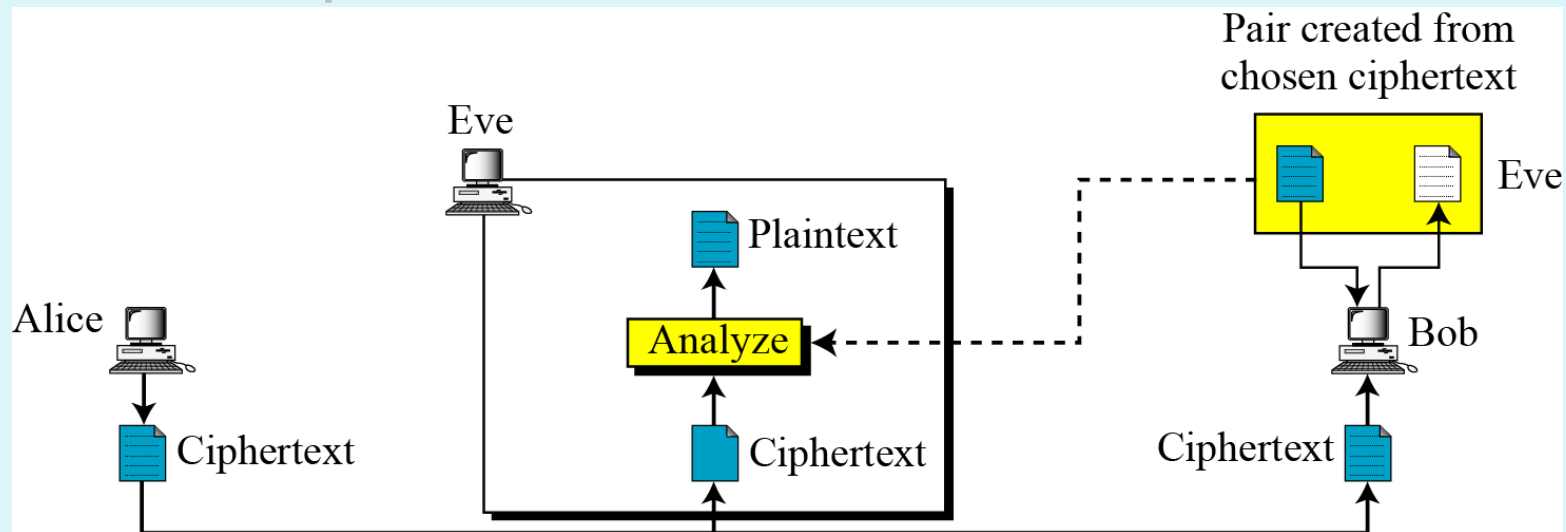 Pair created from
chosen ciphertext
Eve
Eve
Plaintext
Alice
Analyze
Bob
Ciphertext
Ciphertext
Ciphertext